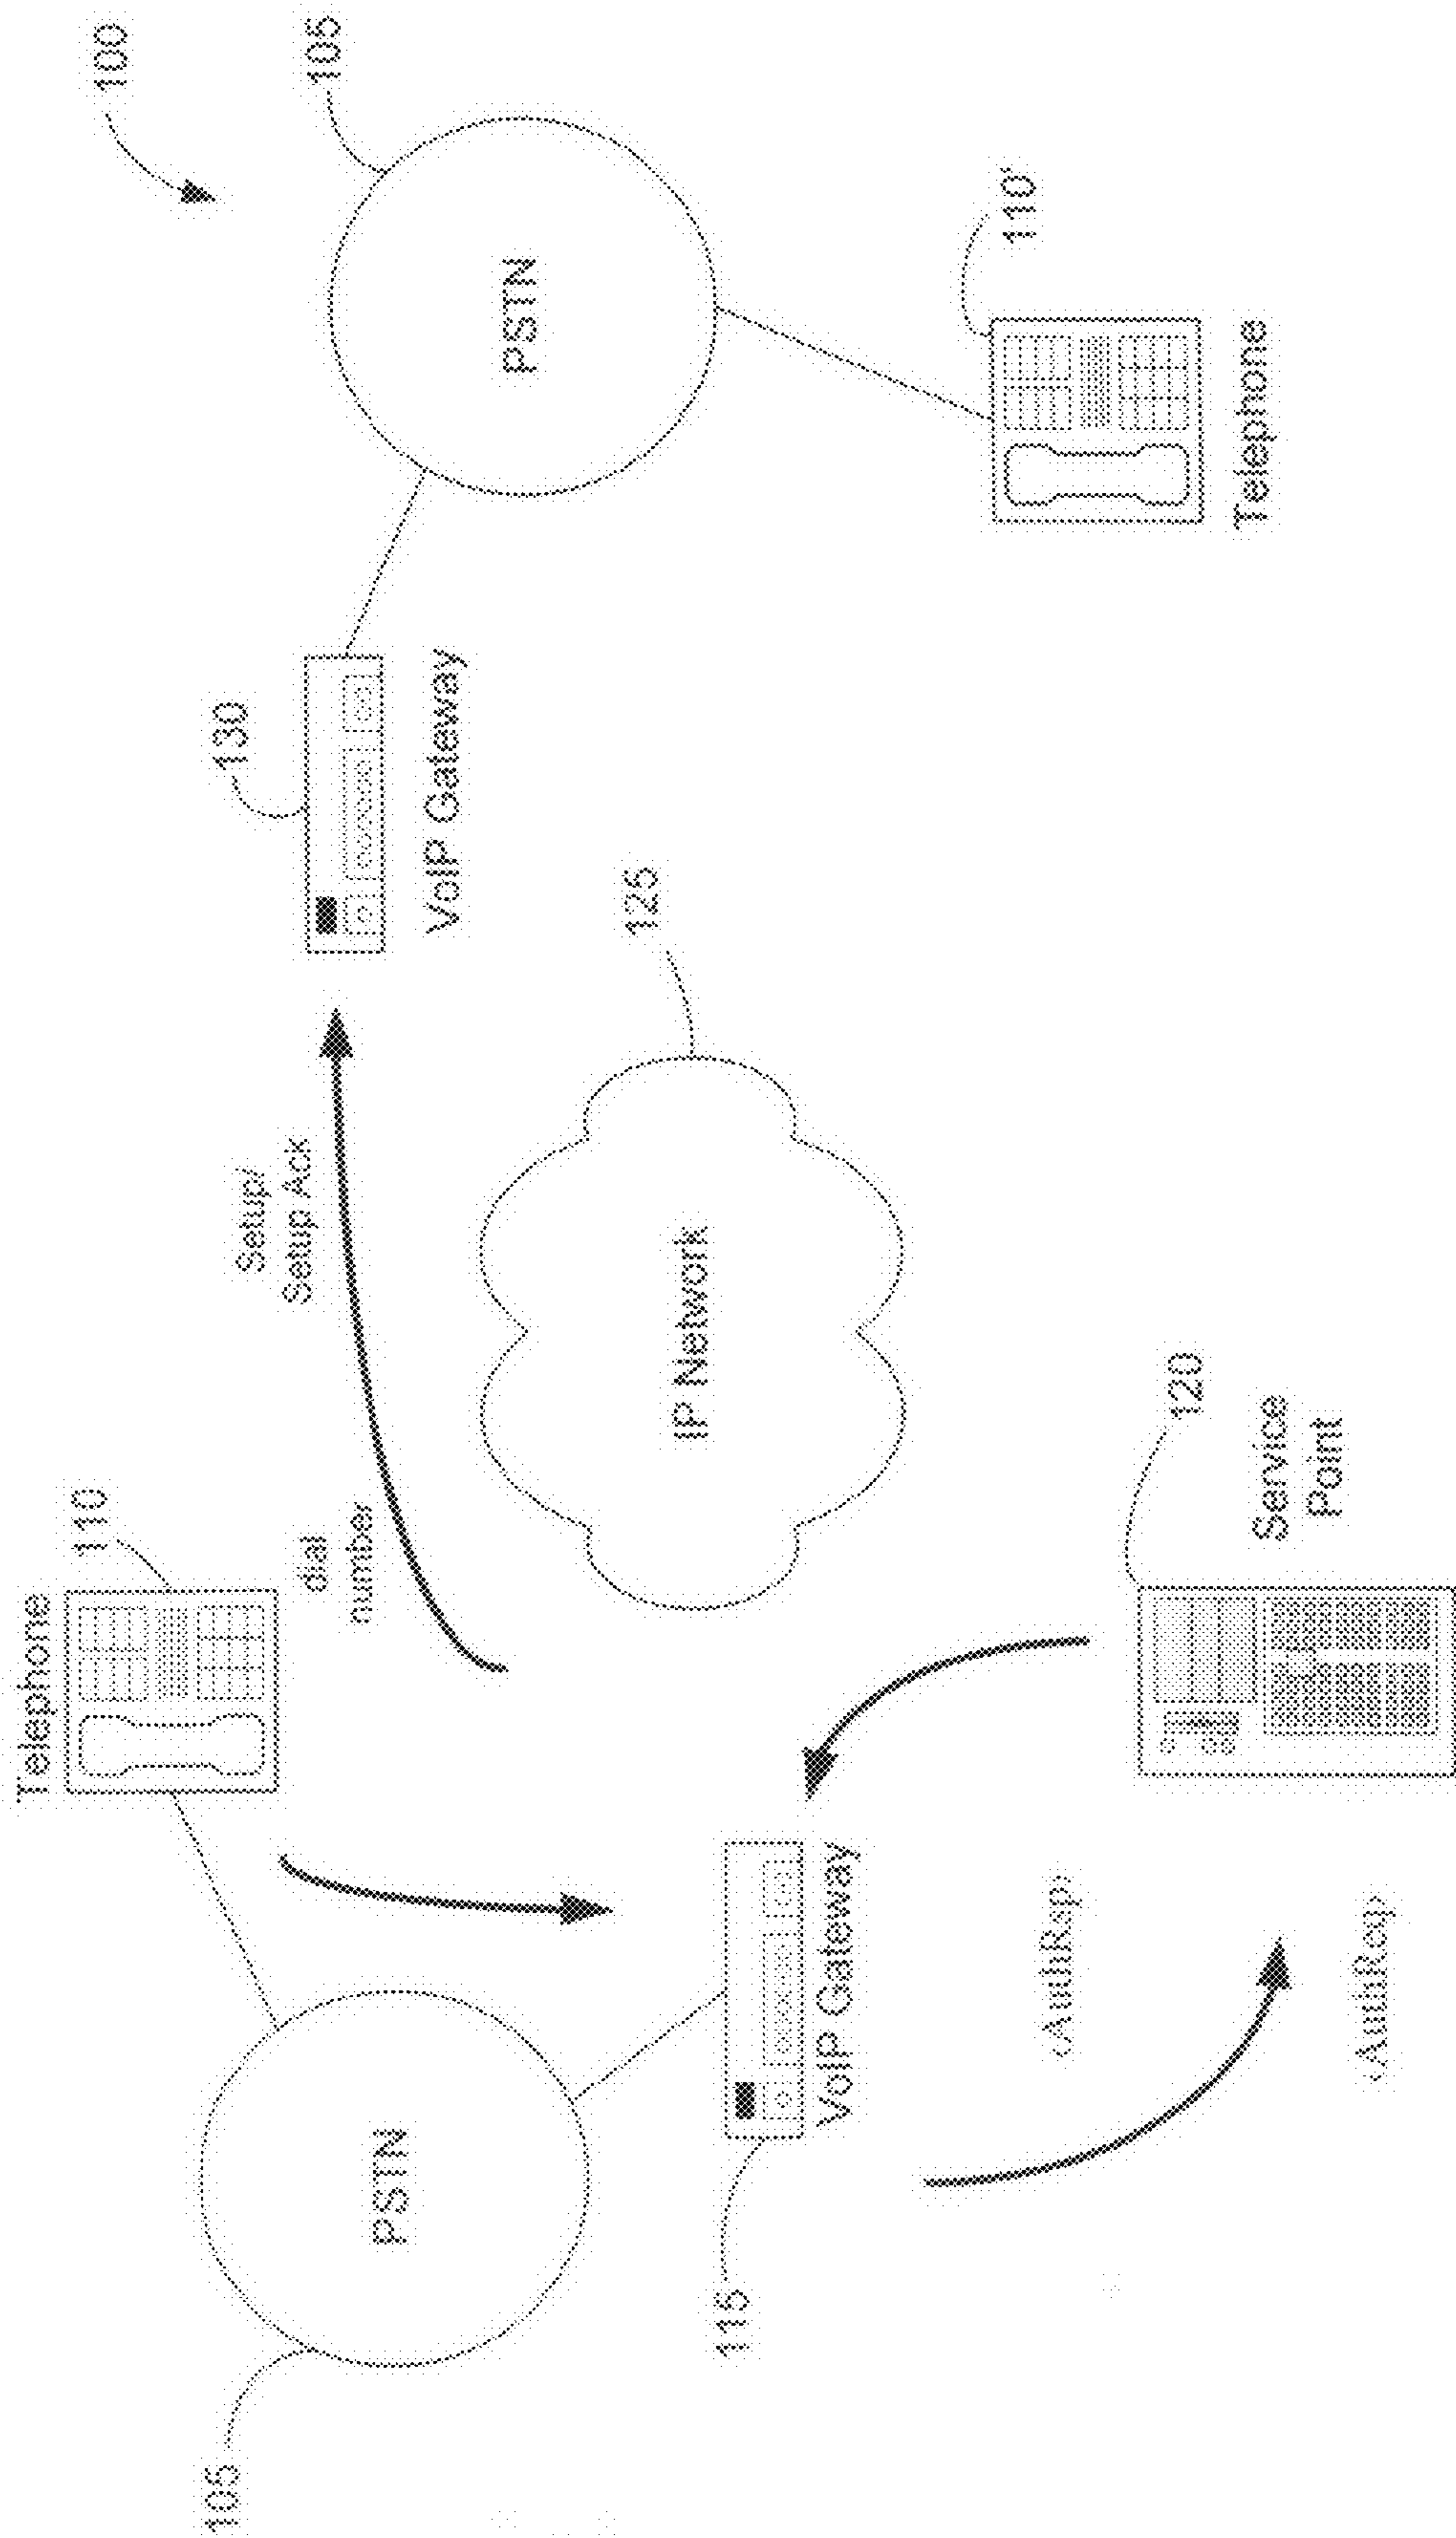 Telephone
110
100
105
130
Setup/
Setup Ack
dial
number
105
PSTN
VoIP Gateway
PSTN
125
IP Network
115
VoIP Gateway
110'
<AuthRsp>
120
Telephone
Service
Point
<AuthReq>